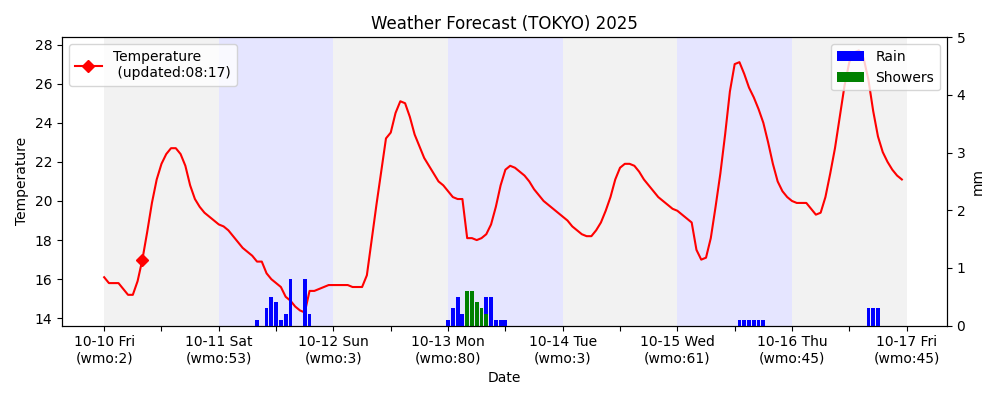 Weather Forecast (TOKYO) 2025
Temperature
(updated:08:17)
Rain
Showers
28
26
24
22
20
18
16
14
Temperature
5
4
3
2
1
0
mm
10-10 Fri
(wmo:2)
10-11 Sat
(wmo:53)
10-12 Sun
(wmo:3)
10-13 Mon
(wmo:80)
10-14 Tue
(wmo:3)
10-15 Wed
(wmo:61)
10-16 Thu
(wmo:45)
10-17 Fri
(wmo:45)
Date